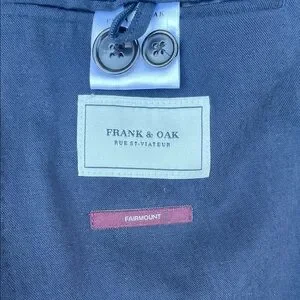 FRANK & OAK
RUE ST-VIATEUR
FAIRMOUNT